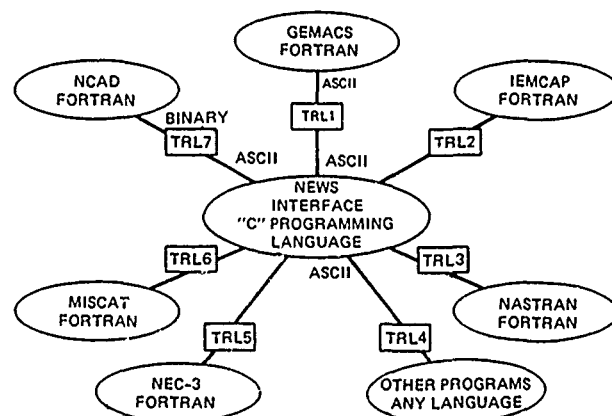 GEMACS
FORTRAN
NCAD
FORTRAN
ASCII
IEMCAP
FORTRAN
BINARY
TRL1
TRL7
TRL2
ASCII
ASCII
NEWS
INTERFACE
"C" PROGRAMMING
LANGUAGE
TRL6
TRL3
ASCII
MISCAT
FORTRAN
NASTRAN
FORTRAN
TRL5
TRL4
NEC-3
FORTRAN
OTHER PROGRAMS
ANY LANGUAGE